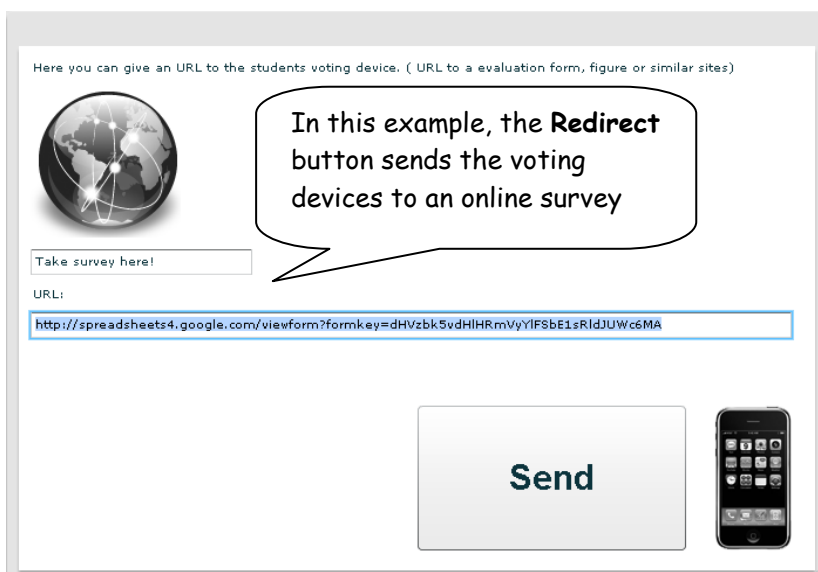 Here you can give an URL to the students voting device. ( URL to a evaluation form, figure or similar sites)
In this example, the Redirect
button sends the voting
devices to an online survey
Take survey here!
URL:
http://spreadsheets4.google.com/viewform?formkey=dHVzbk5vdHlHRmVyYlFSbE1sRldJUWc6MA
Send